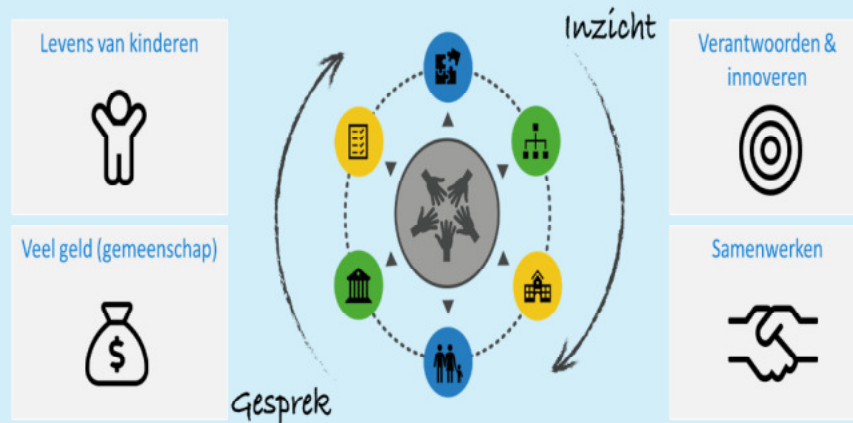 Levens van kinderen
Veel geld (gemeenschap)
$
Inzicht
Gesprek
Verantwoorden &
innoveren
Samenwerken